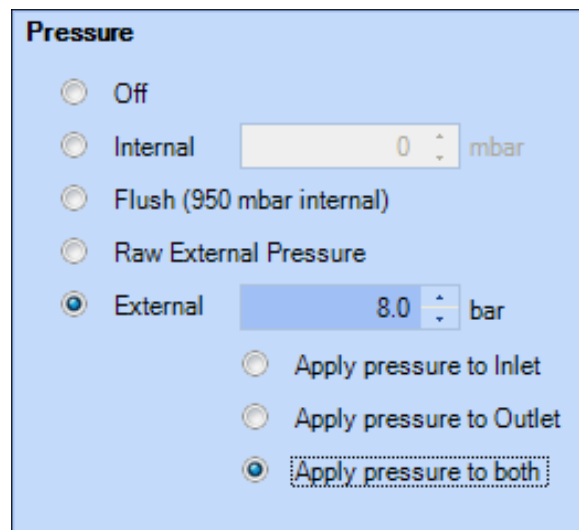 Pressure
Off
Internal 0 mbar
Flush (950 mbar internal)
Raw External Pressure
External 8.0 bar
Apply pressure to Inlet
Apply pressure to Outlet
Apply pressure to both